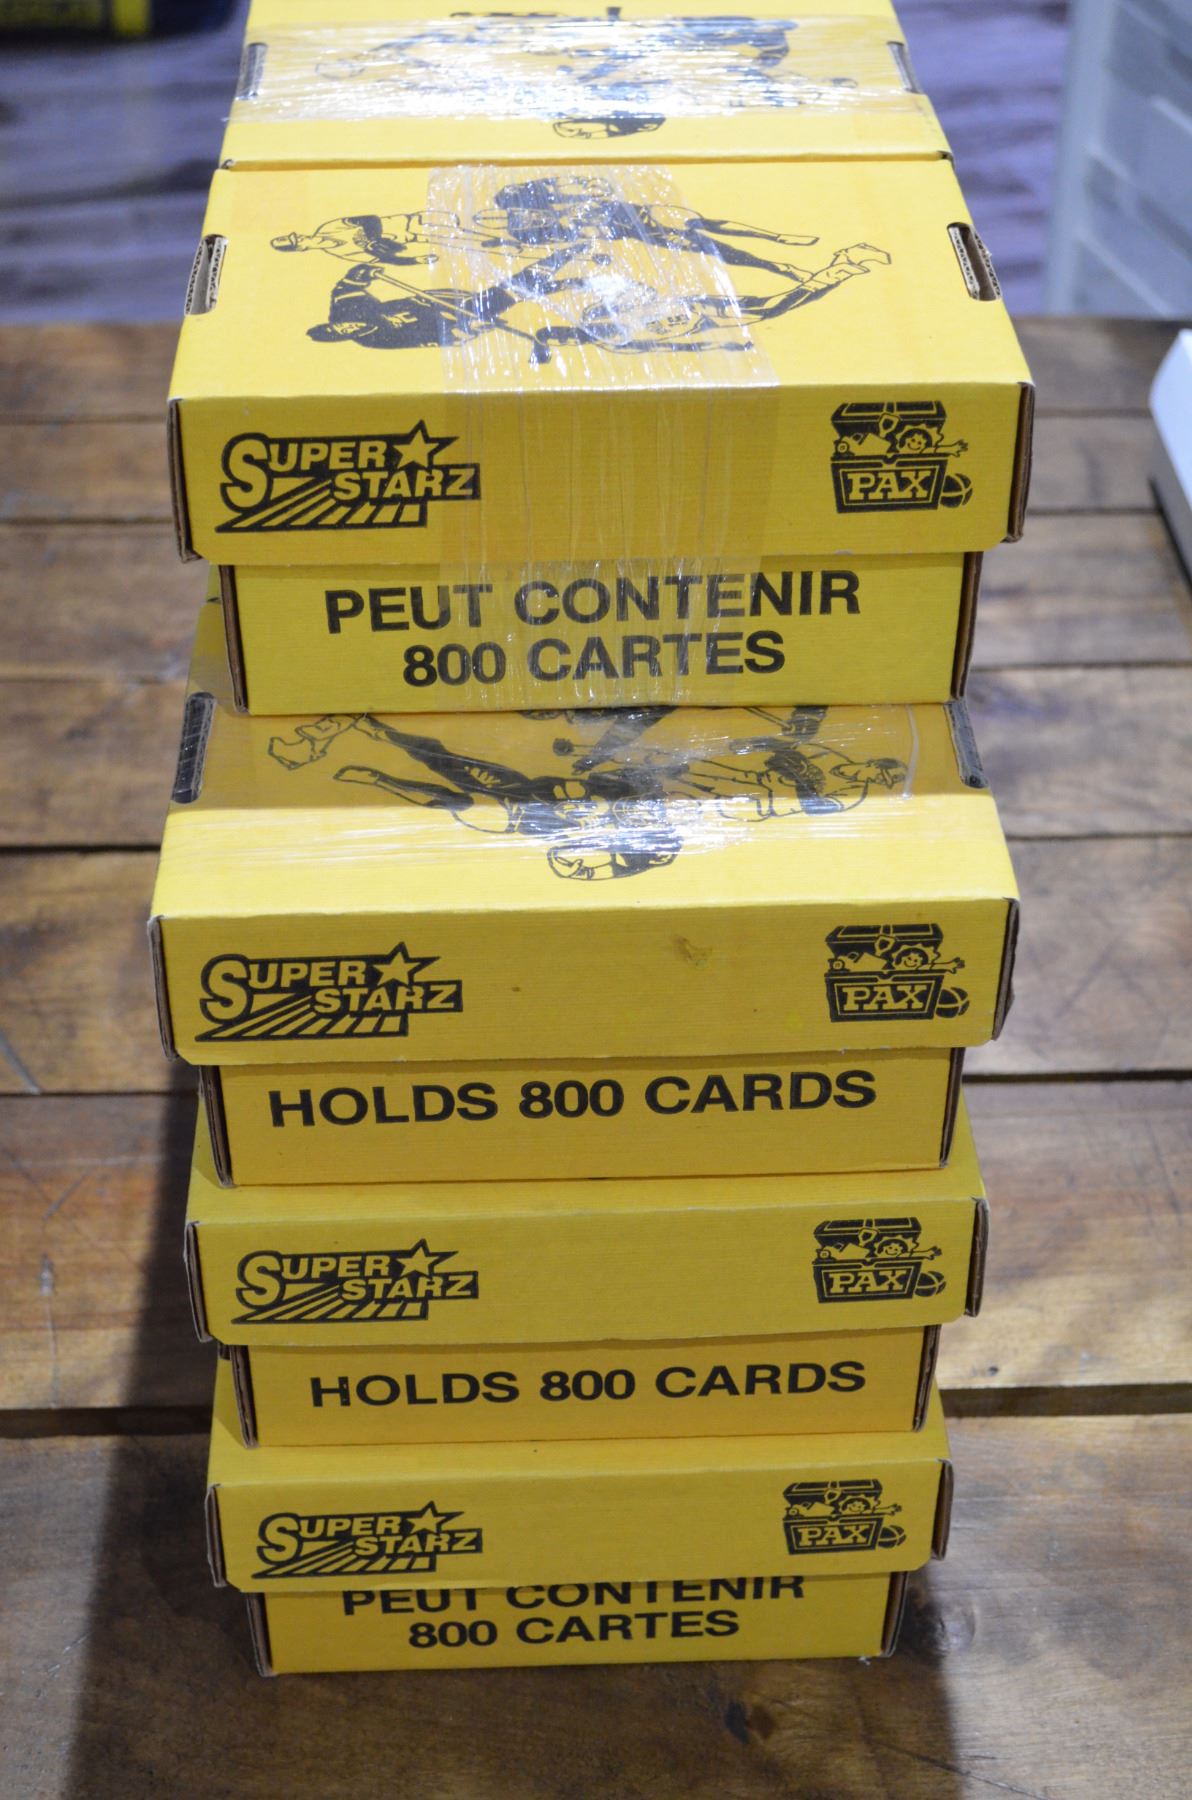 SUPER STARZ
PAX
PEUT CONTENIR
800 CARTES
SUPER STARZ
PAX
HOLDS 800 CARDS
SUPER STARZ
PAX
HOLDS 800 CARDS
SUPER STARZ
PAX
PEUT CONTENIR
800 CARTES